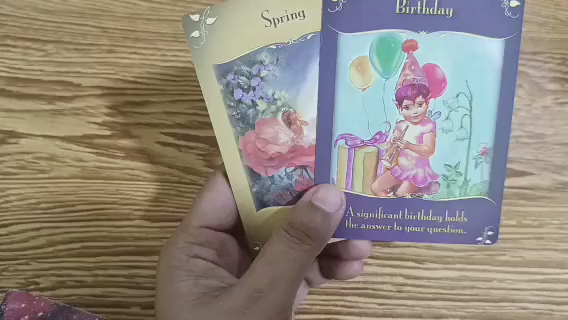 Spring
Birthday
A significant birthday holds
the answer to your question.